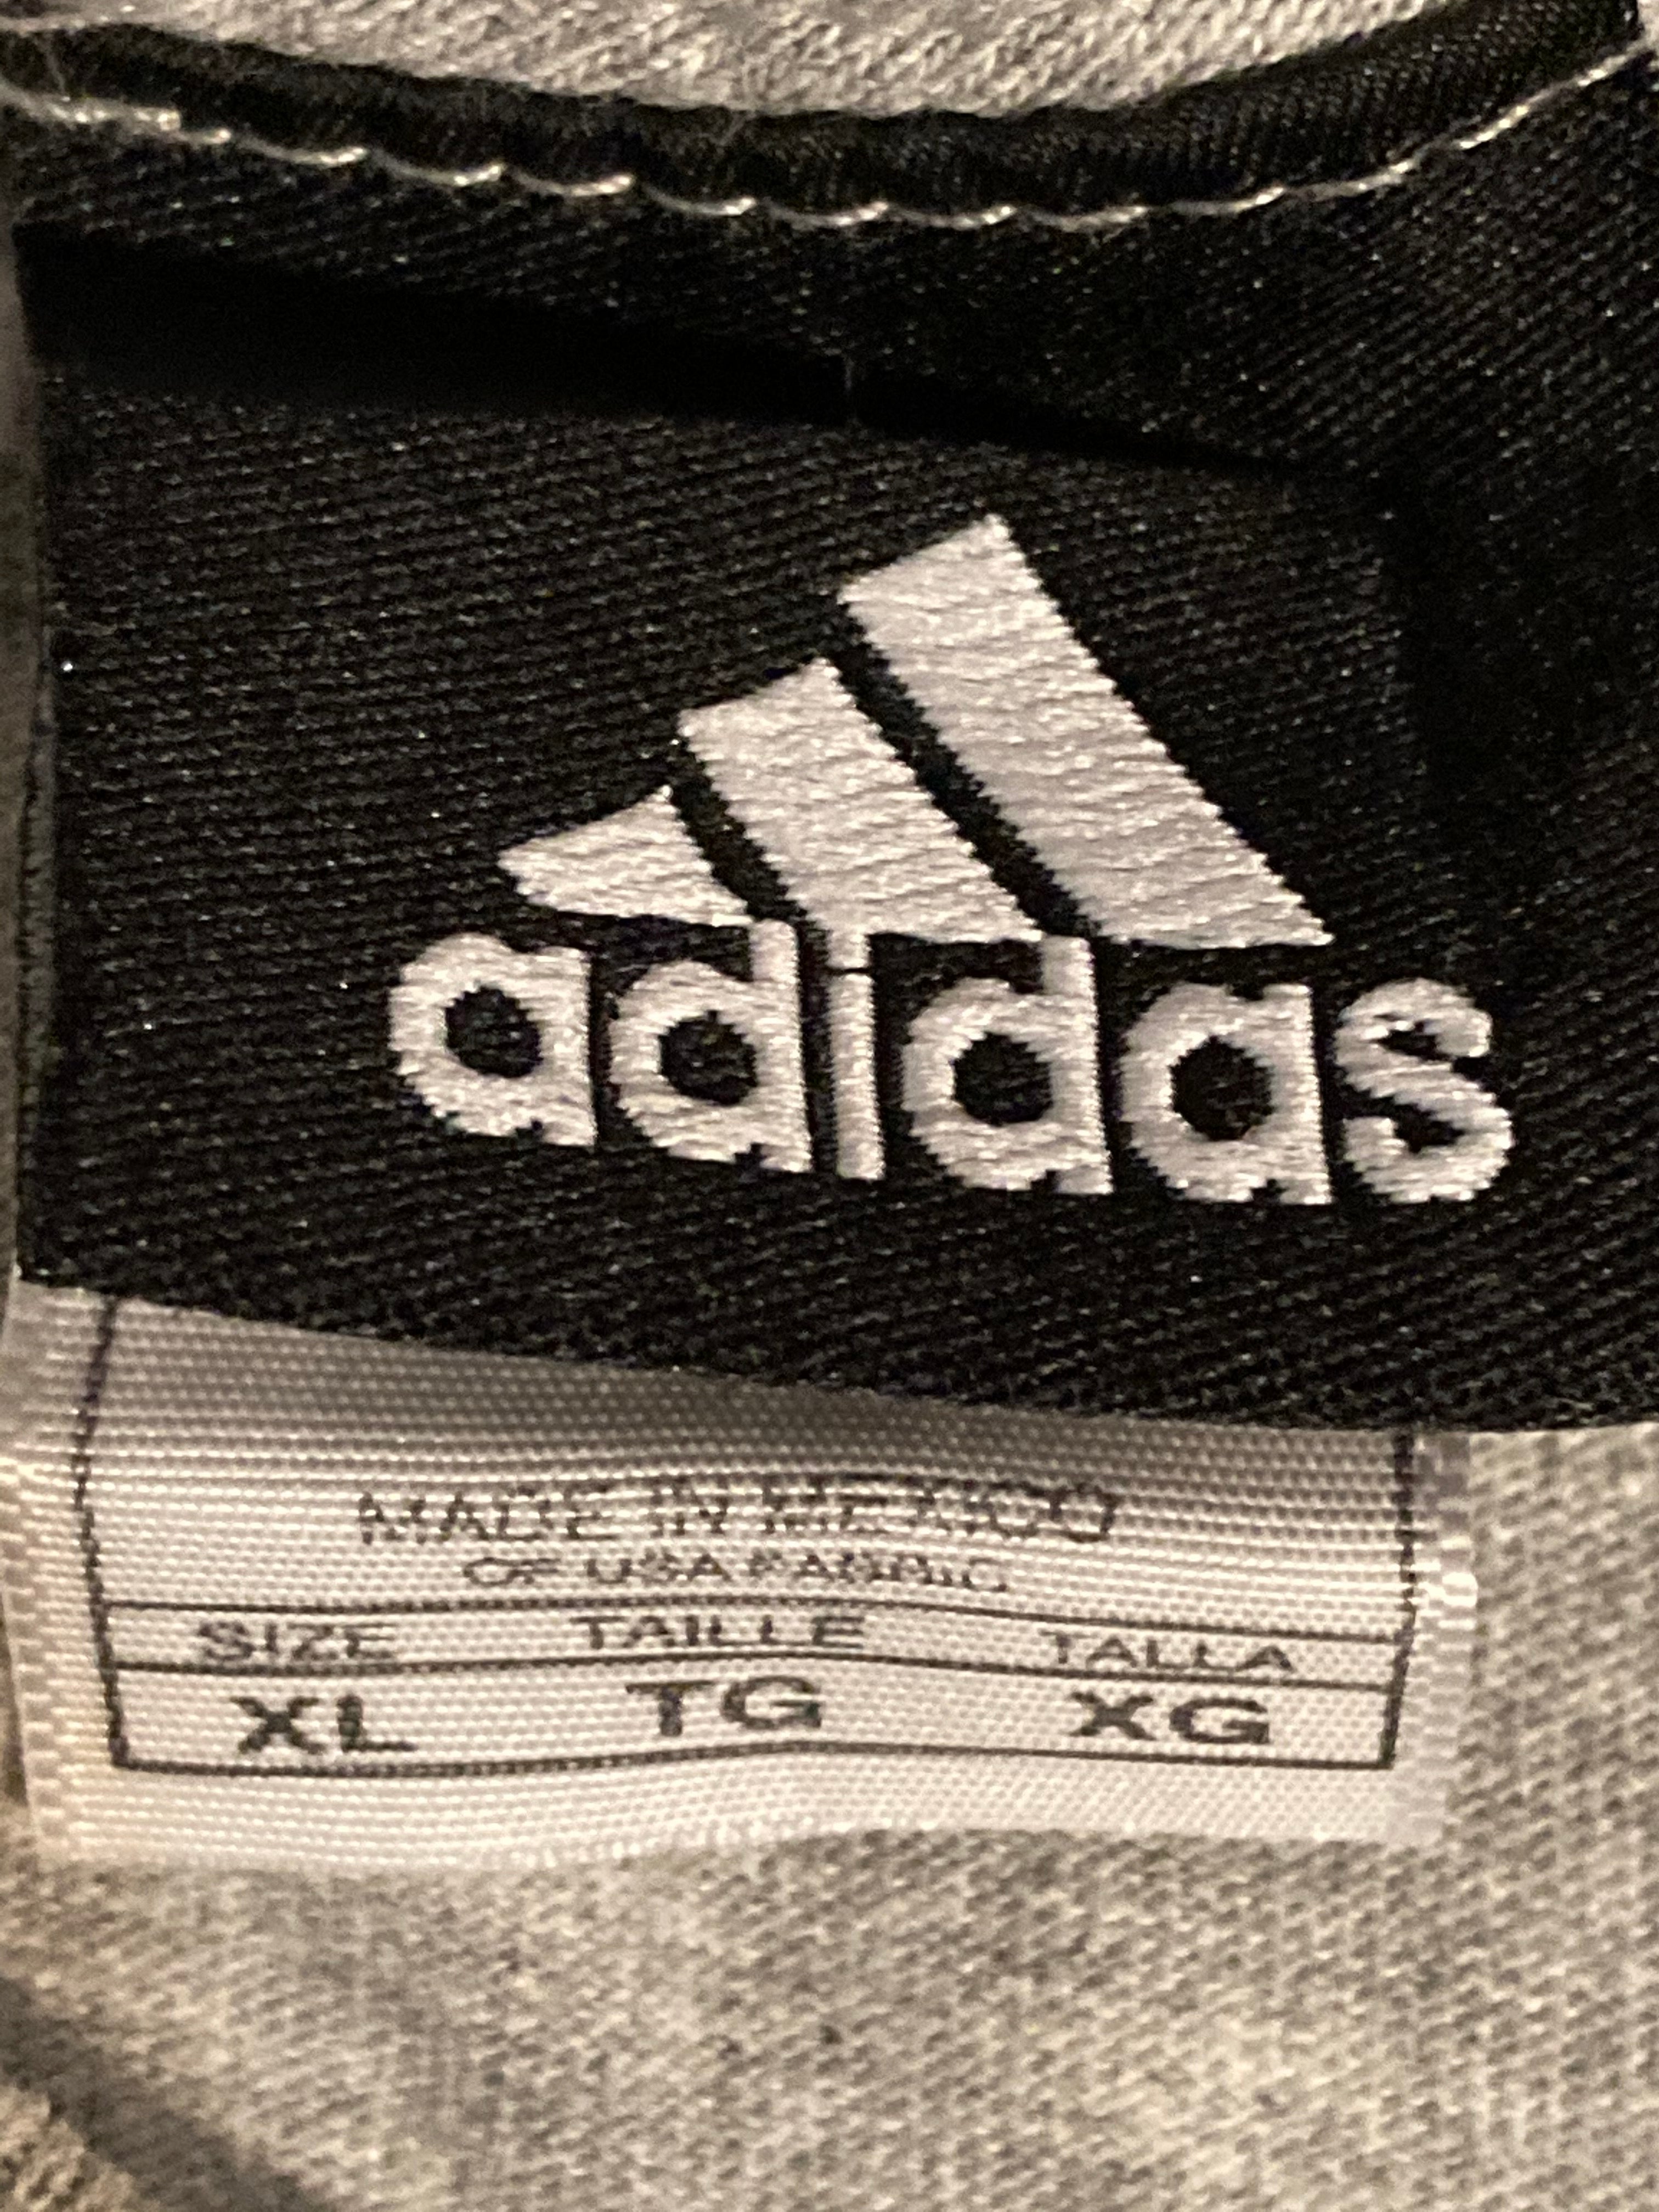 adidas
MADE IN MEXICO
OF USA FABRIC
SIZE TAILLE TALLA
XL TG XG